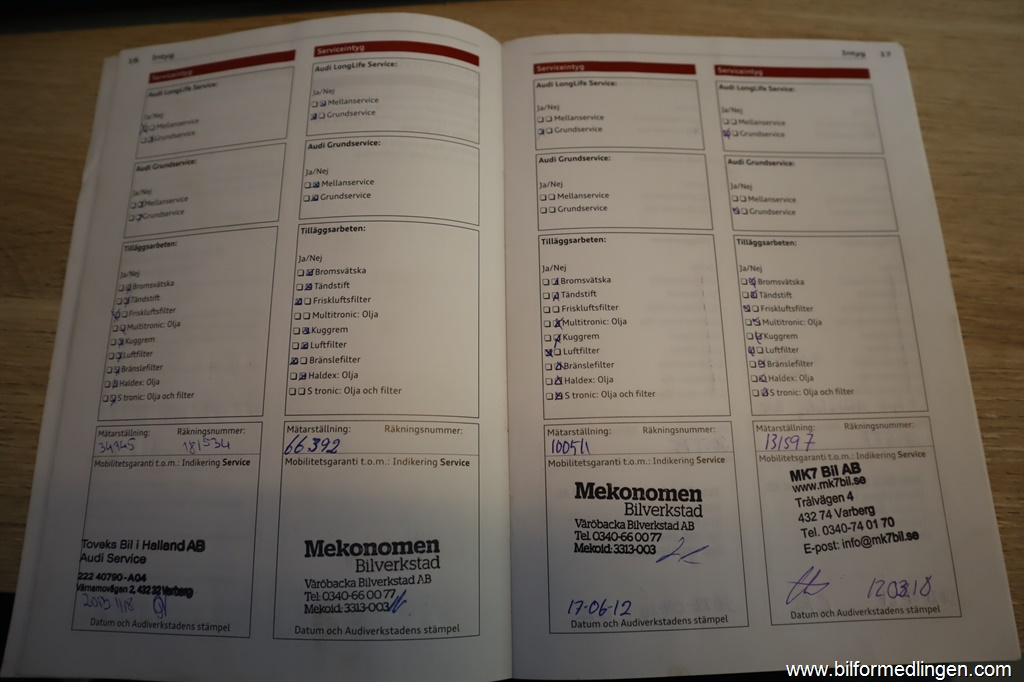 16 Intyg
Serviceintyg
Audi LongLife Service:
Ja/Nej
Mellanservice
Grundservice
Audi Grundservice:
Ja/Nej
Mellanservice
Grundservice
Tilläggsarbeten:
Ja/Nej
Bromsvätska
Tändstift
Friskluftsfilter
Multitronic: Olja
Kuggrem
Luftfilter
Bränslefilter
Haldex: Olja
S tronic: Olja och filter
Mätarställning: Räkningsnummer:
34945 181534
Mobilitetsgaranti t.o.m.: Indikering Service
Toveks Bil i Halland AB
Audi Service
222 40790-A04
Värnamovägen 2, 432 32 Varberg
Datum och Audiverkstadens stämpel
Serviceintyg
Audi LongLife Service:
Ja/Nej
Mellanservice
Grundservice
Audi Grundservice:
Ja/Nej
Mellanservice
Grundservice
Tilläggsarbeten:
Ja/Nej
Bromsvätska
Tändstift
Friskluftsfilter
Multitronic: Olja
Kuggrem
Luftfilter
Bränslefilter
Haldex: Olja
S tronic: Olja och filter
Mätarställning: Räkningsnummer:
66392
Mobilitetsgaranti t.o.m.: Indikering Service
Mekonomen
Bilverkstad
Väröbacka Bilverkstad AB
Tel: 0340-66 00 77
Mekoid: 3313-003
Datum och Audiverkstadens stämpel
Intyg 17
Serviceintyg
Audi LongLife Service:
Ja/Nej
Mellanservice
Grundservice
Audi Grundservice:
Ja/Nej
Mellanservice
Grundservice
Tilläggsarbeten:
Ja/Nej
Bromsvätska
Tändstift
Friskluftsfilter
Multitronic: Olja
Kuggrem
Luftfilter
Bränslefilter
Haldex: Olja
S tronic: Olja och filter
Mätarställning: Räkningsnummer:
100511
Mobilitetsgaranti t.o.m.: Indikering Service
Mekonomen
Bilverkstad
Väröbacka Bilverkstad AB
Tel: 0340-66 00 77
Mekoid: 3313-003
17-06-12
Datum och Audiverkstadens stämpel
Serviceintyg
Audi LongLife Service:
Ja/Nej
Mellanservice
Grundservice
Audi Grundservice:
Ja/Nej
Mellanservice
Grundservice
Tilläggsarbeten:
Ja/Nej
Bromsvätska
Tändstift
Friskluftsfilter
Multitronic: Olja
Kuggrem
Luftfilter
Bränslefilter
Haldex: Olja
S tronic: Olja och filter
Mätarställning: Räkningsnummer:
131597
Mobilitetsgaranti t.o.m.: Indikering Service
MK7 Bil AB
www.mk7bil.se
Trålvägen 4
432 74 Varberg
Tel. 0340-74 01 70
E-post: info@mk7bil.se
Datum och Audiverkstadens stämpel
www.bilformedlingen.com